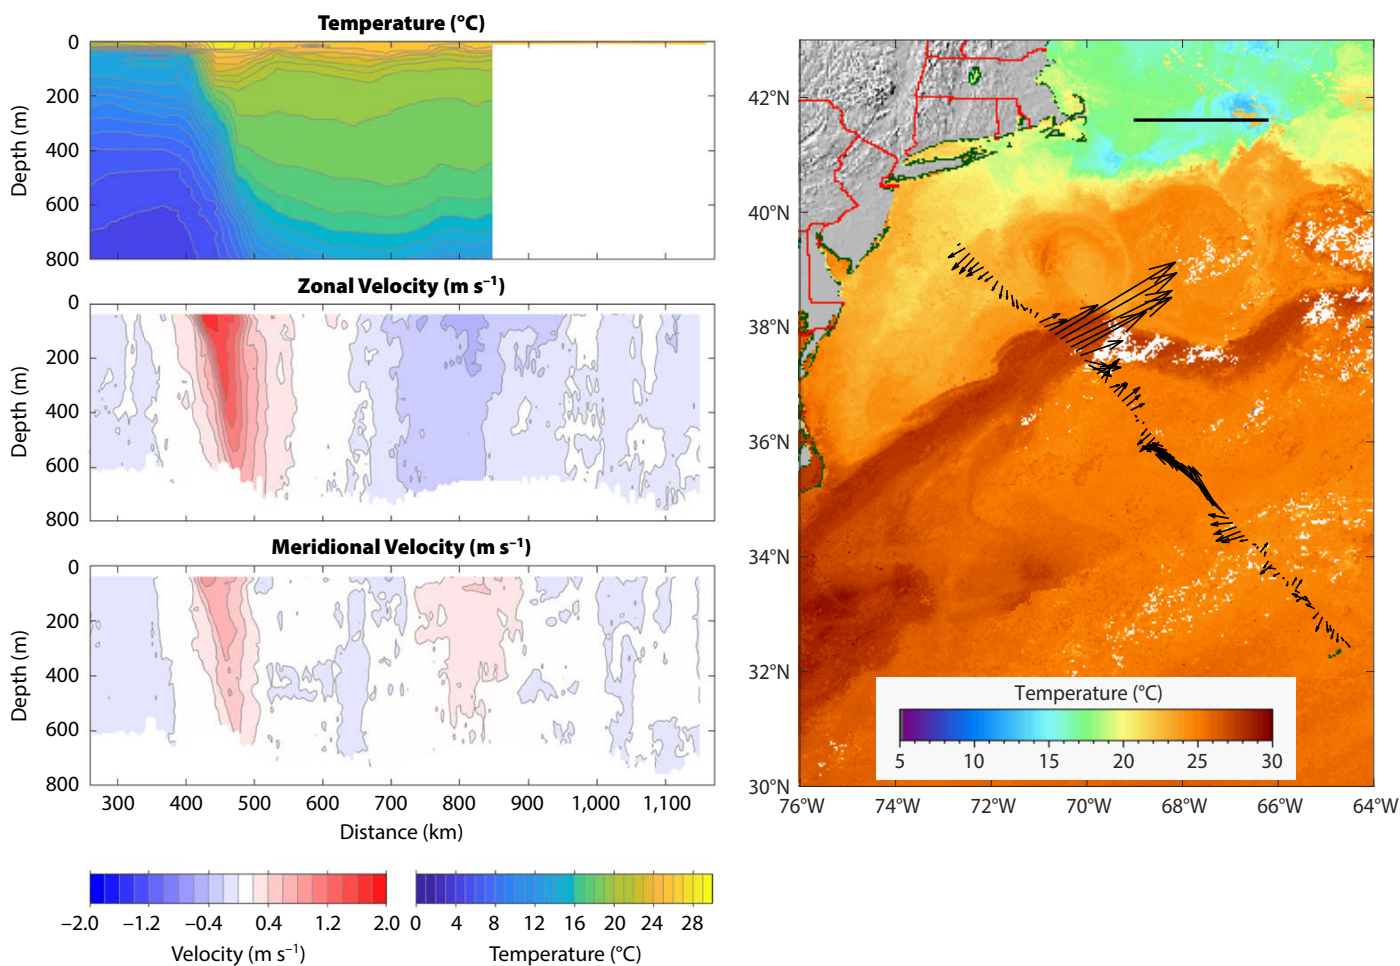 Temperature (°C)
0
200
400
600
800
Depth (m)
Zonal Velocity (m s⁻¹)
0
200
400
600
800
Depth (m)
Meridional Velocity (m s⁻¹)
0
200
400
600
800
Depth (m)
300 400 500 600 700 800 900 1,000 1,100
Distance (km)
–2.0 –1.2 –0.4 0.4 1.2 2.0
Velocity (m s⁻¹)
0 4 8 12 16 20 24 28
Temperature (°C)
42°N
40°N
38°N
36°N
34°N
32°N
30°N
Temperature (°C)
5 10 15 20 25 30
76°W 74°W 72°W 70°W 68°W 66°W 64°W